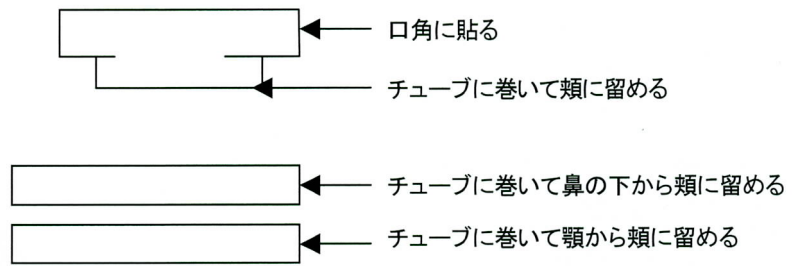 口角に貼る
チューブに巻いて頬に留める
チューブに巻いて鼻の下から頬に留める
チューブに巻いて顎から頬に留める